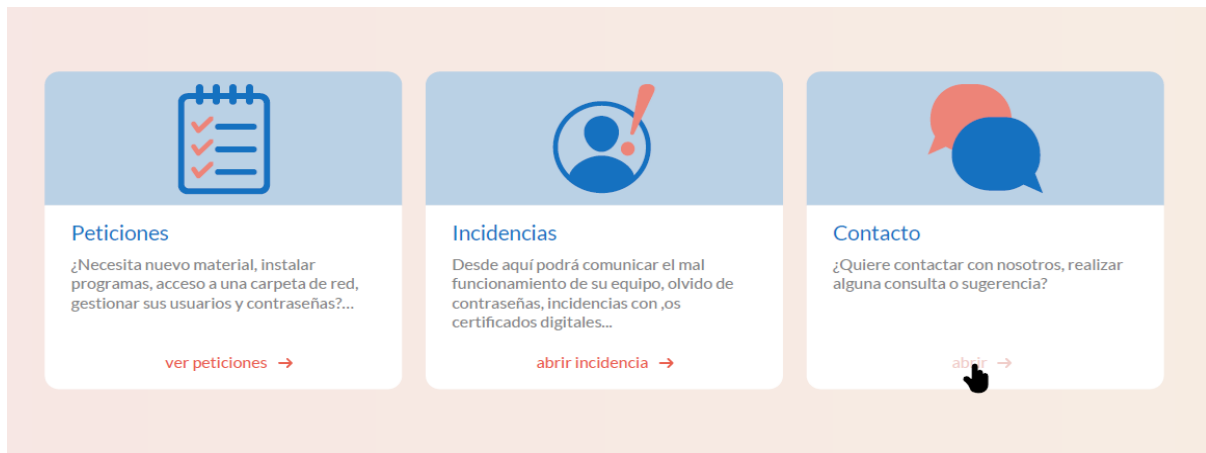 Peticiones
¿Necesita nuevo material, instalar
programas, acceso a una carpeta de red,
gestionar sus usuarios y contraseñas?...
ver peticiones →
Incidencias
Desde aquí podrá comunicar el mal
funcionamiento de su equipo, olvido de
contraseñas, incidencias con ,os
certificados digitales...
abrir incidencia →
Contacto
¿Quiere contactar con nosotros, realizar
alguna consulta o sugerencia?
abrir →